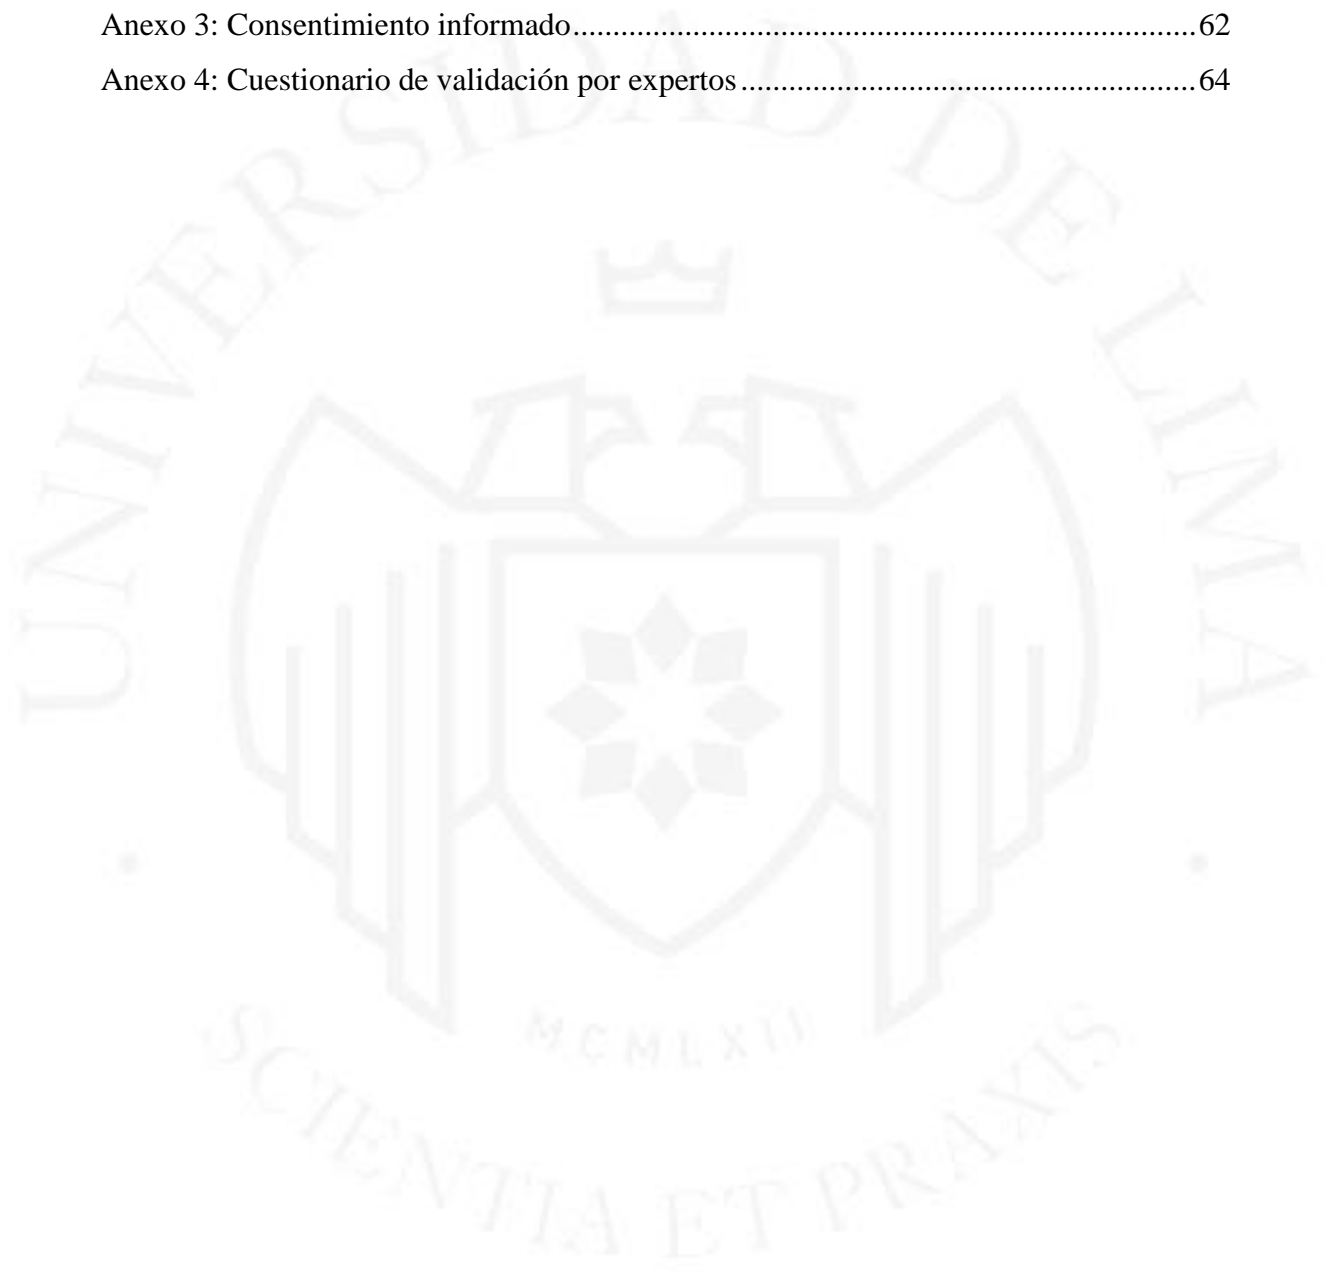 Anexo 3: Consentimiento informado..............................................................................62
Anexo 4: Cuestionario de validación por expertos.........................................................64
UNIVERSIDAD DE LIMA
MCMLXII
SCIENTIA ET PRAXIS